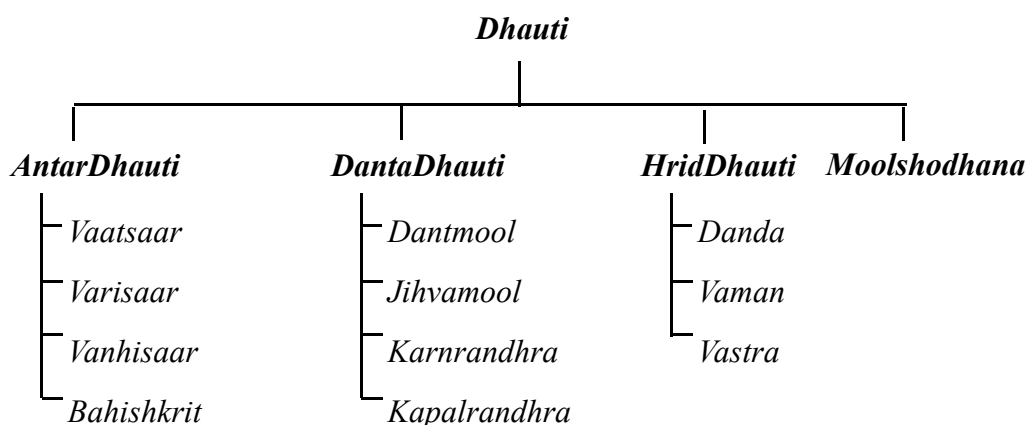 Dhauti
AntarDhauti DantaDhauti HridDhauti Moolshodhana
Vaatsaar Dantmool Danda
Varisaar Jihvamool Vaman
Vanhisaar Karnrandhra Vastra
Bahishkrit Kapalrandhra